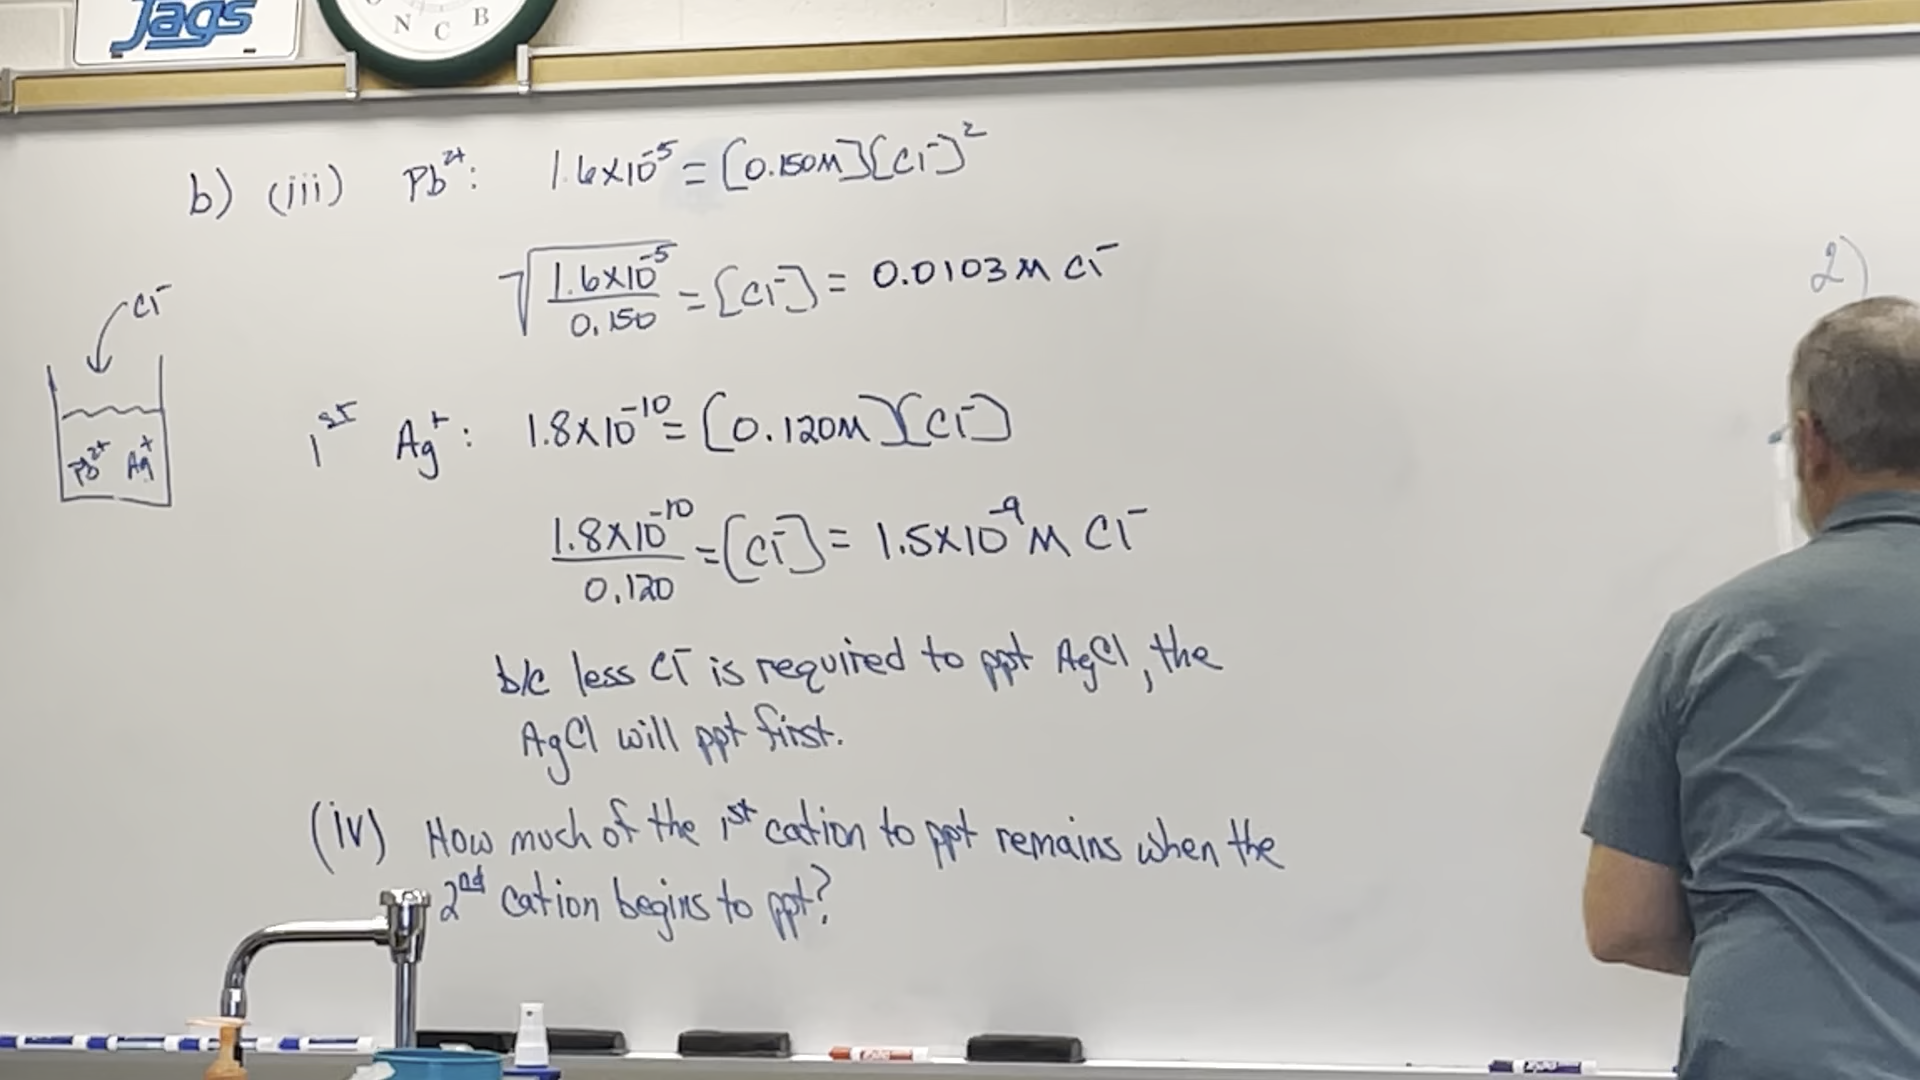 Jags
N C B
b) (iii) Pb²⁺: 1.6×10⁻⁵ = [0.150M][Cl⁻]²
√(1.6×10⁻⁵ / 0.150) = [Cl⁻] = 0.0103 M Cl⁻
Cl⁻
Pb²⁺ Ag⁺
1st Ag⁺: 1.8×10⁻¹⁰ = [0.120M][Cl⁻]
1.8×10⁻¹⁰ / 0.120 = [Cl⁻] = 1.5×10⁻⁹ M Cl⁻
b/c less Cl⁻ is required to ppt AgCl, the
AgCl will ppt first.
(iv) How much of the 1st cation to ppt remains when the
2nd cation begins to ppt?
2)